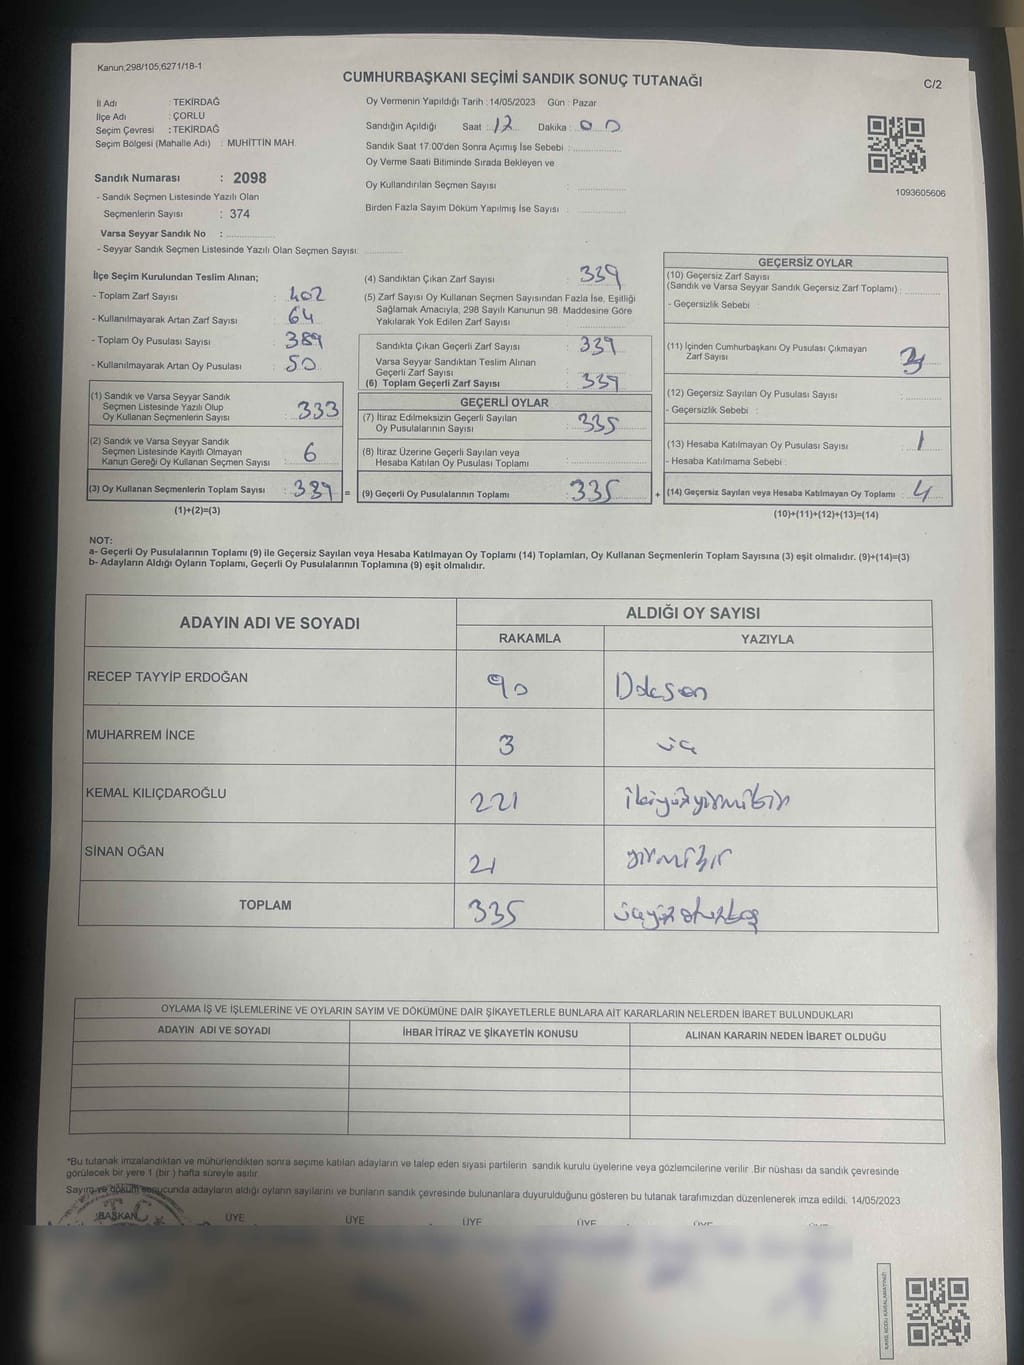 Kanun,298/105,6271/18-1
CUMHURBAŞKANI SEÇİMİ SANDIK SONUÇ TUTANAĞI
C/2
İl Adı : TEKİRDAĞ
İlçe Adı : ÇORLU
Seçim Çevresi : TEKİRDAĞ
Seçim Bölgesi (Mahalle Adı) : MUHİTTİN MAH.
Sandık Numarası : 2098
- Sandık Seçmen Listesinde Yazılı Olan
Seçmenlerin Sayısı : 374
Varsa Seyyar Sandık No :
- Seyyar Sandık Seçmen Listesinde Yazılı Olan Seçmen Sayısı:
Oy Vermenin Yapıldığı Tarih : 14/05/2023 Gün : Pazar
Sandığın Açıldığı Saat : 12 Dakika : 00
Sandık Saat 17:00'den Sonra Açımış İse Sebebi :
Oy Verme Saati Bitiminde Sırada Bekleyen ve
Oy Kullandırılan Seçmen Sayısı :
Birden Fazla Sayım Döküm Yapılmış İse Sayısı :
1093605606
İlçe Seçim Kurulundan Teslim Alınan;
- Toplam Zarf Sayısı : 402
- Kullanılmayarak Artan Zarf Sayısı : 64
- Toplam Oy Pusulası Sayısı : 389
- Kullanılmayarak Artan Oy Pusulası : 50
(1) Sandık ve Varsa Seyyar Sandık
Seçmen Listesinde Yazılı Olup
Oy Kullanan Seçmenlerin Sayısı : 333
(2) Sandık ve Varsa Seyyar Sandık
Seçmen Listesinde Kayıtlı Olmayan
Kanun Gereği Oy Kullanan Seçmen Sayısı : 6
(3) Oy Kullanan Seçmenlerin Toplam Sayısı : 339 =
(1)+(2)=(3)
(4) Sandıktan Çıkan Zarf Sayısı : 339
(5) Zarf Sayısı Oy Kullanan Seçmen Sayısından Fazla İse, Eşitliği
Sağlamak Amacıyla, 298 Sayılı Kanunun 98. Maddesine Göre
Yakılarak Yok Edilen Zarf Sayısı :
Sandıkta Çıkan Geçerli Zarf Sayısı : 339
Varsa Seyyar Sandıktan Teslim Alınan
Geçerli Zarf Sayısı :
(6) Toplam Geçerli Zarf Sayısı : 339
GEÇERLİ OYLAR
(7) İtiraz Edilmeksizin Geçerli Sayılan
Oy Pusulalarının Sayısı : 335
(8) İtiraz Üzerine Geçerli Sayılan veya
Hesaba Katılan Oy Pusulası Toplamı :
(9) Geçerli Oy Pusulalarının Toplamı : 335 +
GEÇERSİZ OYLAR
(10) Geçersiz Zarf Sayısı
(Sandık ve Varsa Seyyar Sandık Geçersiz Zarf Toplamı) :
- Geçersizlik Sebebi :
(11) İçinden Cumhurbaşkanı Oy Pusulası Çıkmayan
Zarf Sayısı : 3
(12) Geçersiz Sayılan Oy Pusulası Sayısı :
- Geçersizlik Sebebi :
(13) Hesaba Katılmayan Oy Pusulası Sayısı : 1
- Hesaba Katılmama Sebebi :
(14) Geçersiz Sayılan veya Hesaba Katılmayan Oy Toplamı : 4
(10)+(11)+(12)+(13)=(14)
NOT:
a- Geçerli Oy Pusulalarının Toplamı (9) ile Geçersiz Sayılan veya Hesaba Katılmayan Oy Toplamı (14) Toplamları, Oy Kullanan Seçmenlerin Toplam Sayısına (3) eşit olmalıdır. (9)+(14)=(3)
b- Adayların Aldığı Oyların Toplamı, Geçerli Oy Pusulalarının Toplamına (9) eşit olmalıdır.
ADAYIN ADI VE SOYADI
ALDIĞI OY SAYISI
RAKAMLA YAZIYLA
RECEP TAYYİP ERDOĞAN 90 Doksan
MUHARREM İNCE 3 üç
KEMAL KILIÇDAROĞLU 221 ikiyüzyirmibir
SİNAN OĞAN 21 yirmibir
TOPLAM 335 üçyüzotuzbeş
OYLAMA İŞ VE İŞLEMLERİNE VE OYLARIN SAYIM VE DÖKÜMÜNE DAİR ŞİKAYETLERLE BUNLARA AİT KARARLARIN NELERDEN İBARET BULUNDUKLARI
ADAYIN ADI VE SOYADI İHBAR İTİRAZ VE ŞİKAYETİN KONUSU ALINAN KARARIN NEDEN İBARET OLDUĞU
*Bu tutanak imzalandıktan ve mühürlendikten sonra seçime katılan adayların ve talep eden siyasi partilerin sandık kurulu üyelerine veya gözlemcilerine verilir .Bir nüshası da sandık çevresinde
görülecek bir yere 1 (bir ) hafta süreyle asılır.
Sayım ve döküm sonucunda adayların aldığı oyların sayılarını ve bunların sandık çevresinde bulunanlara duyurulduğunu gösteren bu tutanak tarafımızdan düzenlenerek imza edildi. 14/05/2023
T.C.
BAŞKAN ÜYE ÜYE ÜYE ÜYE ÜYE